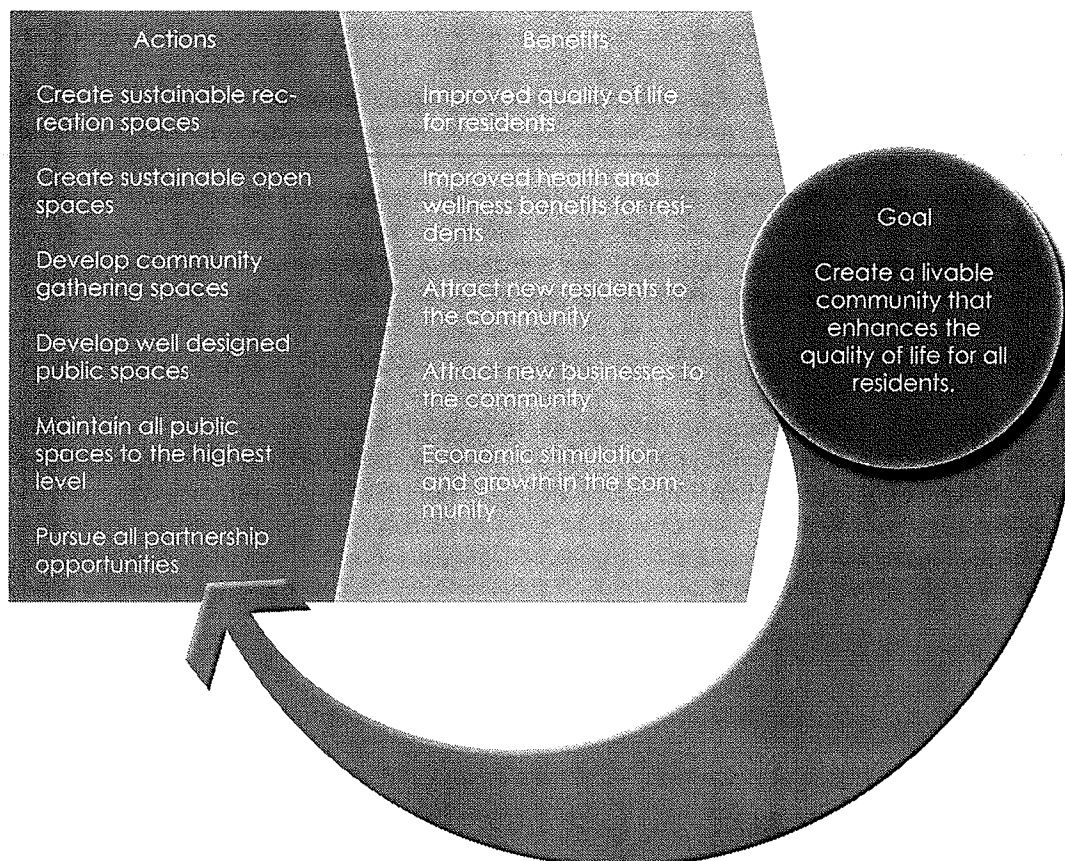 Actions
Create sustainable rec-
reation spaces
Create sustainable open
spaces
Develop community
gathering spaces
Develop well designed
public spaces
Maintain all public
spaces to the highest
level
Pursue all partnership
opportunities
Benefits
Improved quality of life
for residents
Improved health and
wellness benefits for resi-
dents
Attract new residents to
the community
Attract new businesses to
the community
Economic stimulation
and growth in the com-
munity
Goal
Create a livable
community that
enhances the
quality of life for all
residents.